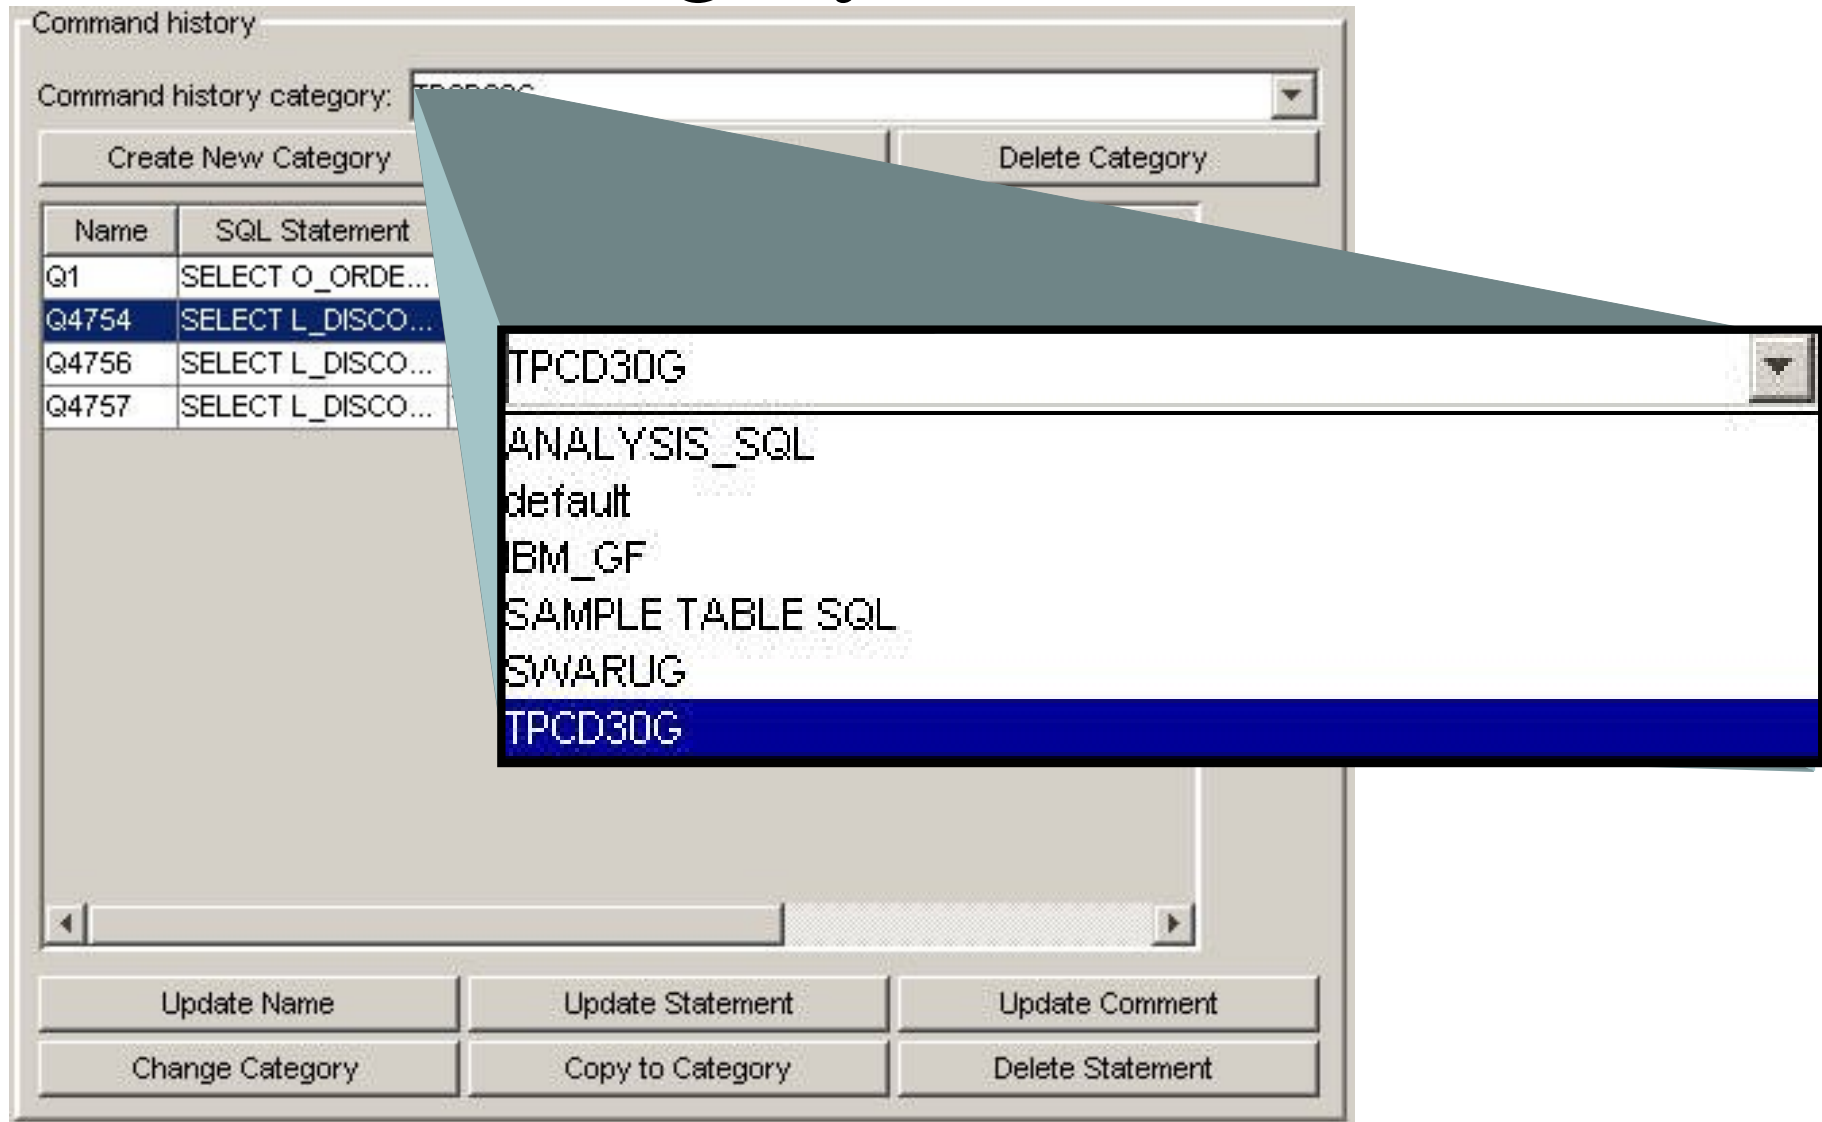 Command history
Command history category: TPCD30G
Create New Category Delete Category
Name SQL Statement
Q1 SELECT O_ORDE...
Q4754 SELECT L_DISCO...
Q4756 SELECT L_DISCO...
Q4757 SELECT L_DISCO...
TPCD30G
ANALYSIS_SQL
default
IBM_GF
SAMPLE TABLE SQL
SWARUG
TPCD30G
Update Name Update Statement Update Comment
Change Category Copy to Category Delete Statement